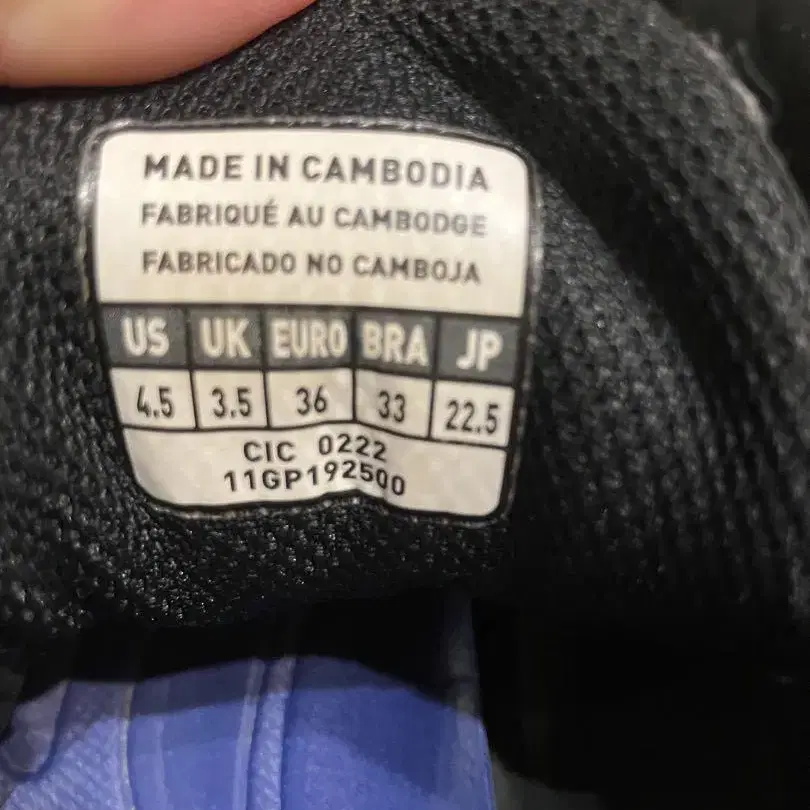 MADE IN CAMBODIA
FABRIQUÉ AU CAMBODGE
FABRICADO NO CAMBOJA
US UK EURO BRA JP
4.5 3.5 36 33 22.5
CIC 0222
11GP192500